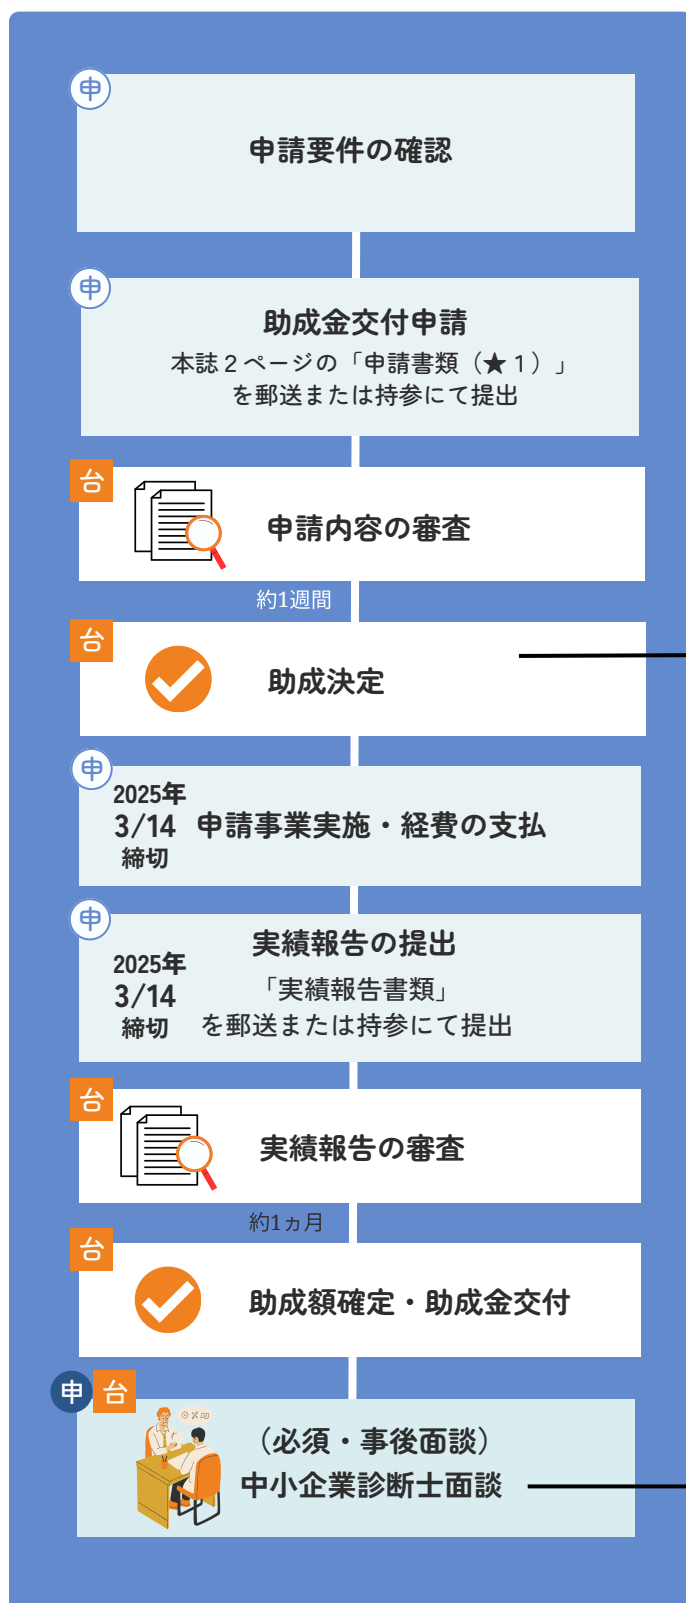 申
申請要件の確認
申
助成金交付申請
本誌２ページの「申請書類（★１）」
を郵送または持参にて提出
台
申請内容の審査
約1週間
台
助成決定
申
2025年
3/14
締切
申請事業実施・経費の支払
申
実績報告の提出
2025年
3/14
締切
「実績報告書類」
を郵送または持参にて提出
台
実績報告の審査
約1ヵ月
台
助成額確定・助成金交付
申 台
（必須・事後面談）
中小企業診断士面談